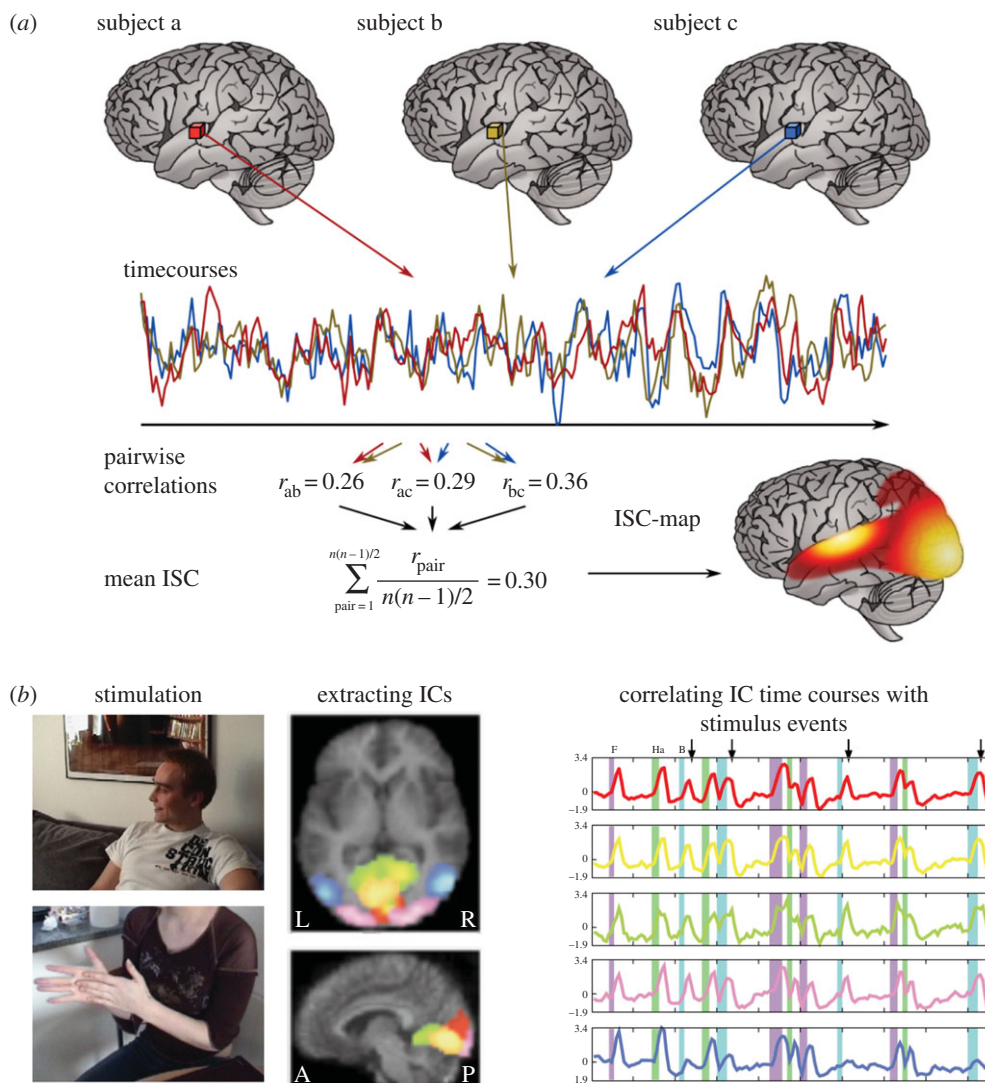 (a)
subject a
subject b
subject c
timecourses
pairwise
correlations
r_ab = 0.26
r_ac = 0.29
r_bc = 0.36
ISC-map
mean ISC
n(n – 1)/2
∑
pair = 1
r_pair
n(n – 1)/2
= 0.30
(b)
stimulation
extracting ICs
correlating IC time courses with
stimulus events
F
Ha
B
3.4
0
–1.9
3.4
0
–1.9
3.4
0
–1.9
3.4
0
–1.9
3.4
0
1.9
L
R
A
P